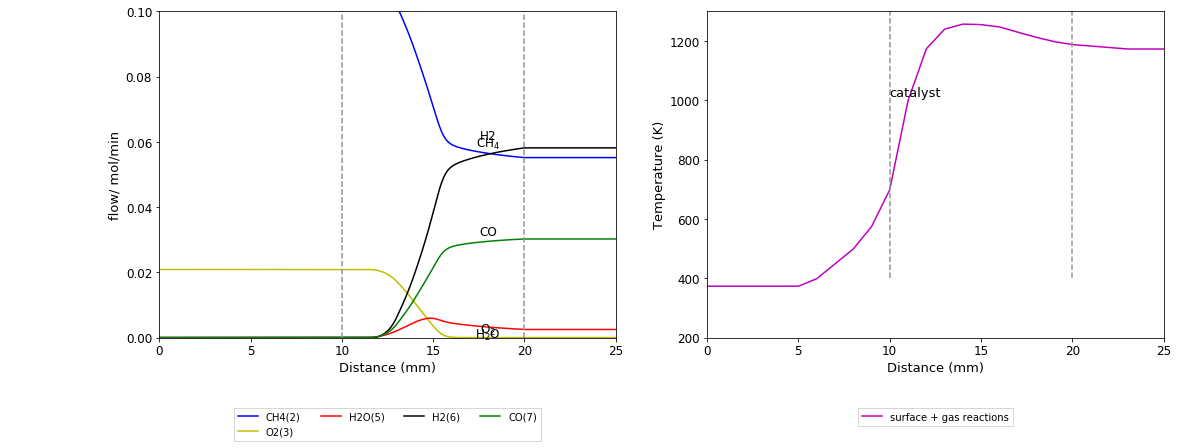 0.10
0.08
0.06
0.04
0.02
0.00
flow/ mol/min
H2
CH₄
CO
O₂
H₂O
0 5 10 15 20 25
Distance (mm)
CH4(2) H2O(5) H2(6) CO(7)
O2(3)
1200
1000
800
600
400
200
Temperature (K)
catalyst
0 5 10 15 20 25
Distance (mm)
surface + gas reactions